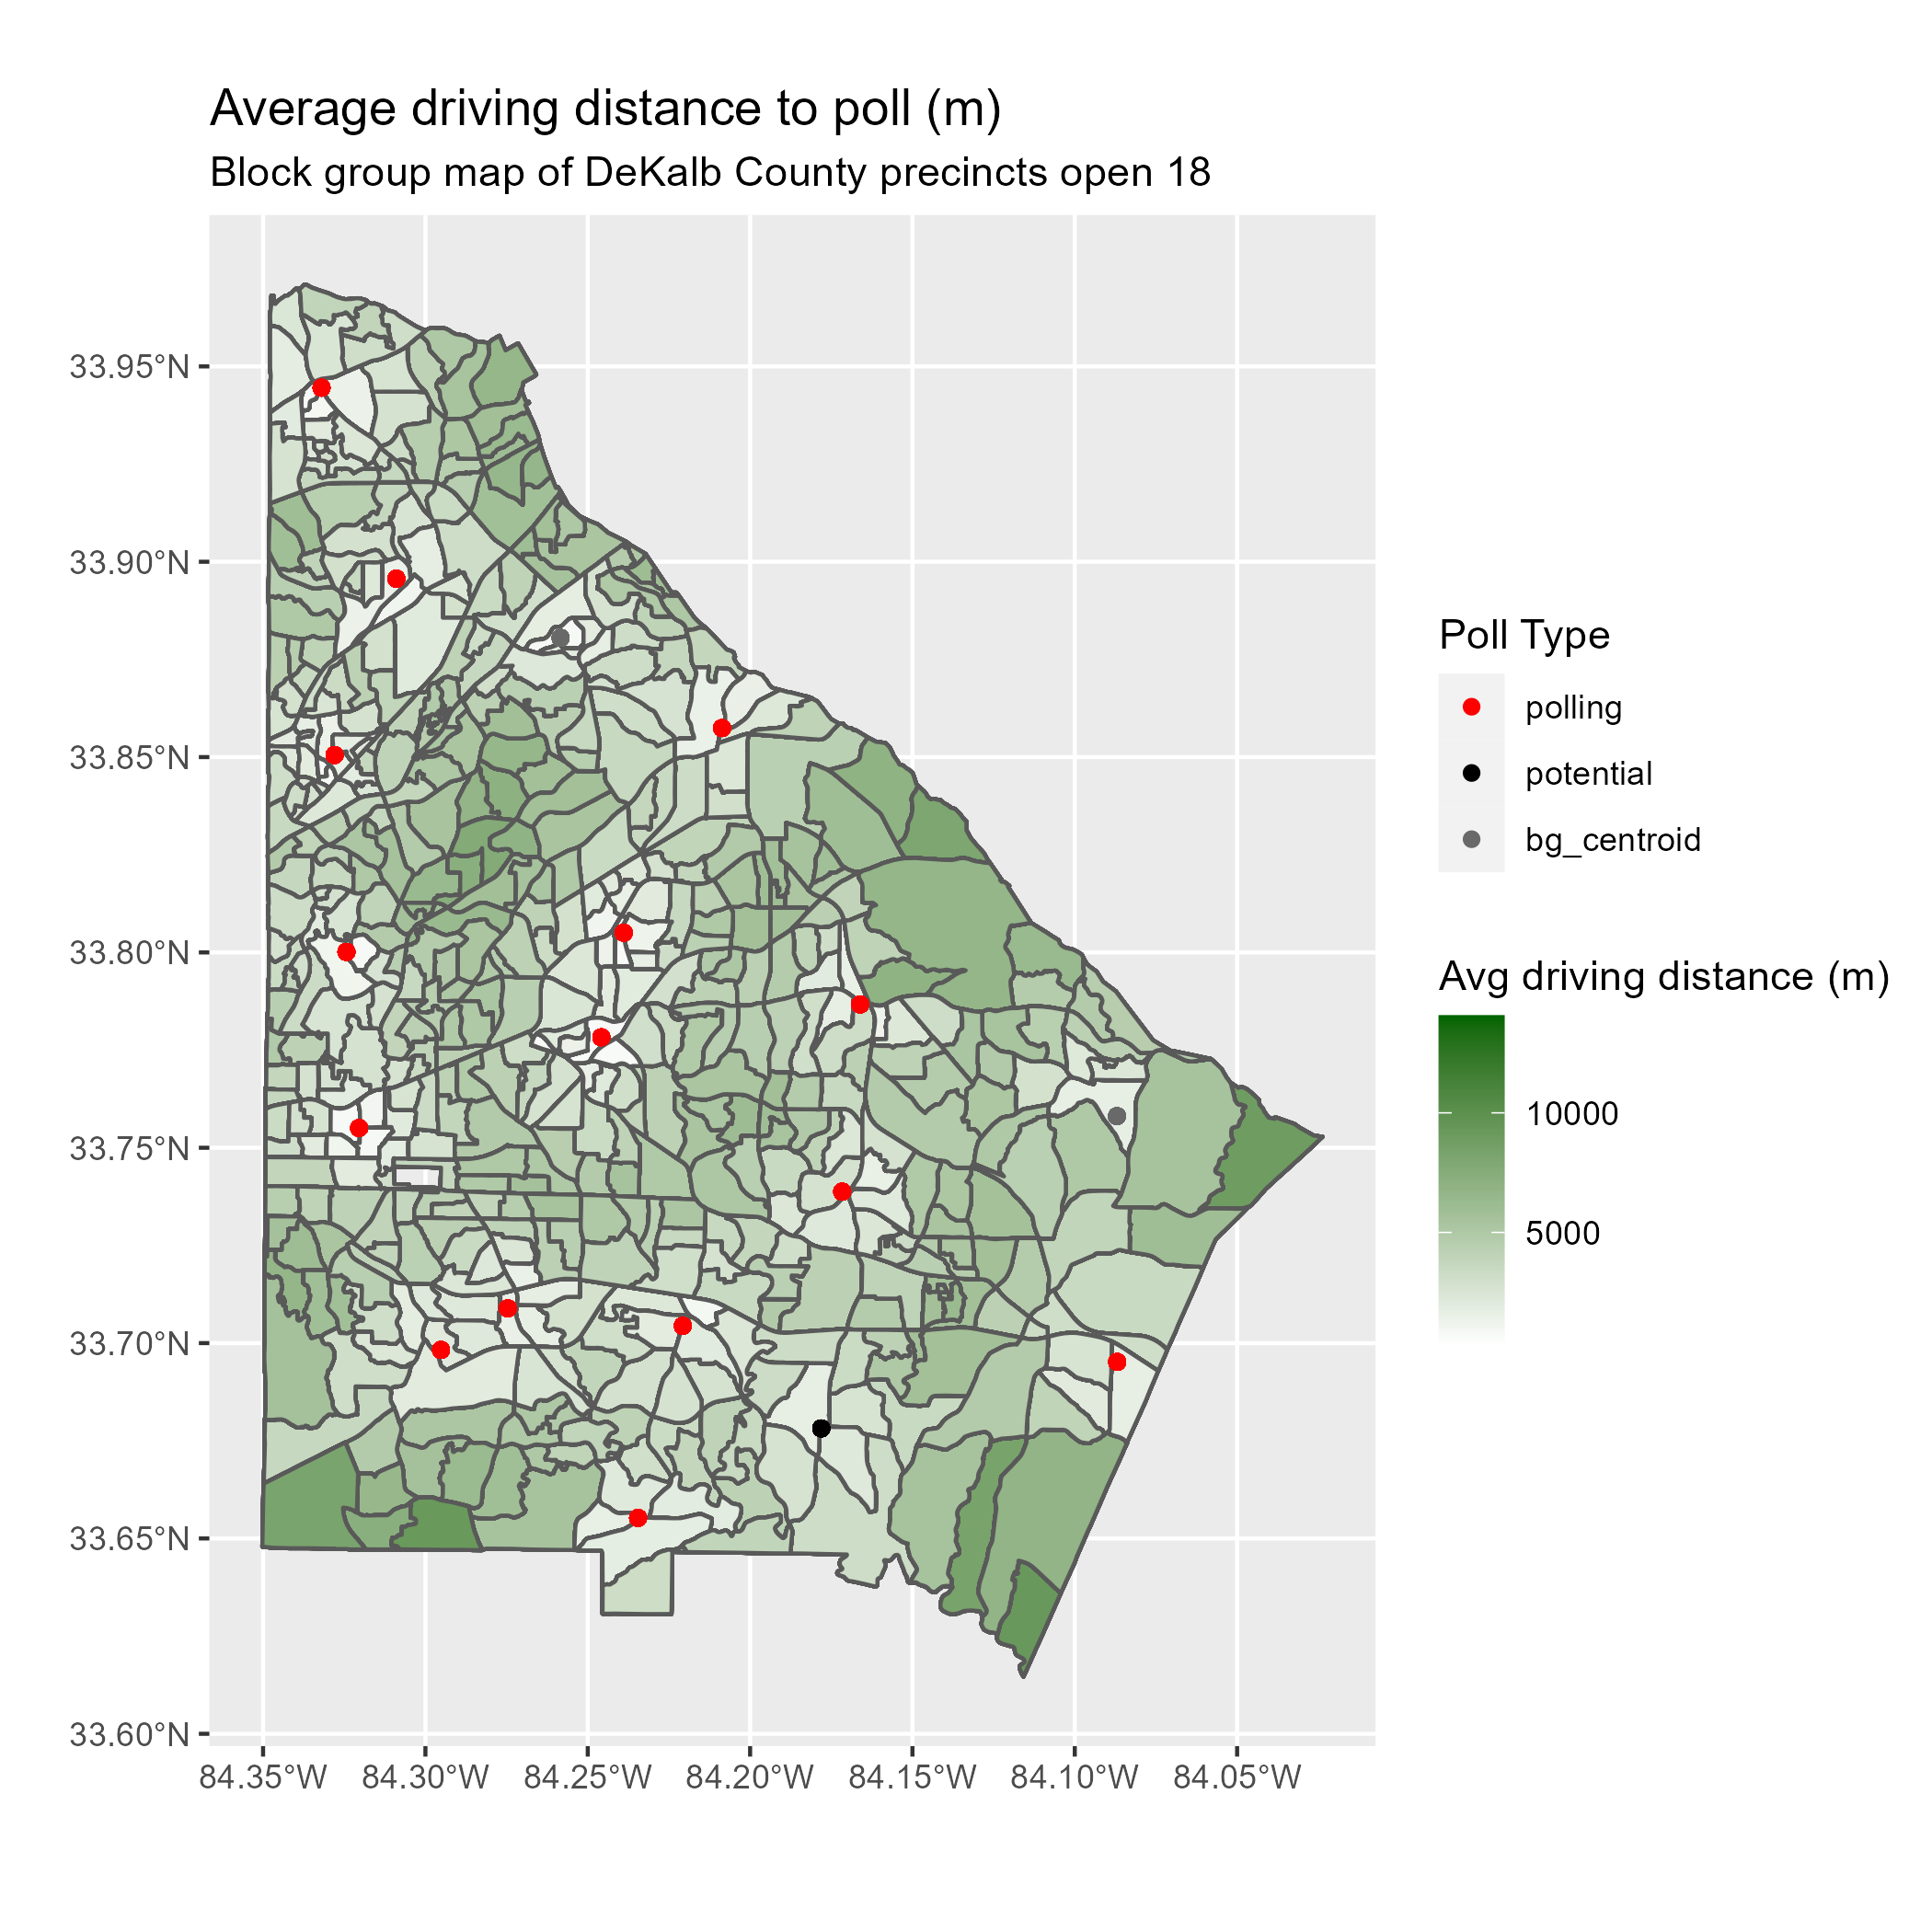 Average driving distance to poll (m)
Block group map of DeKalb County precincts open 18
33.95°N
33.90°N
33.85°N
33.80°N
33.75°N
33.70°N
33.65°N
33.60°N
84.35°W
84.30°W
84.25°W
84.20°W
84.15°W
84.10°W
84.05°W
Poll Type
polling
potential
bg_centroid
Avg driving distance (m)
10000
5000